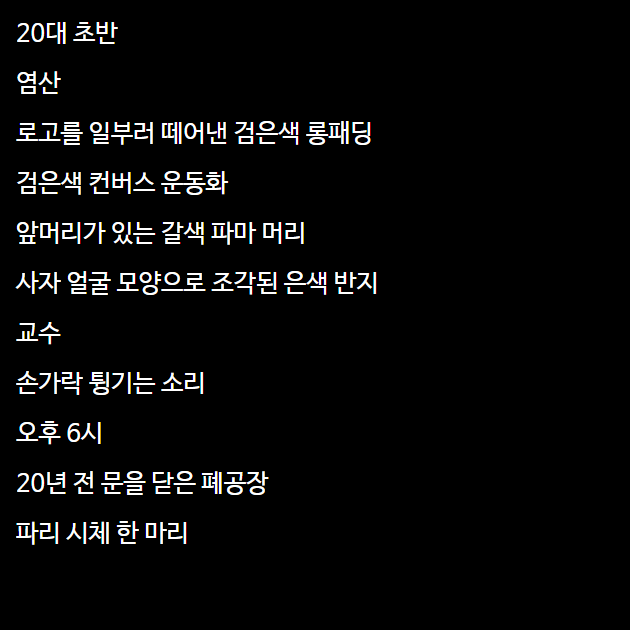 20대 초반
염산
로고를 일부러 떼어낸 검은색 롱패딩
검은색 컨버스 운동화
앞머리가 있는 갈색 파마 머리
사자 얼굴 모양으로 조각된 은색 반지
교수
손가락 튕기는 소리
오후 6시
20년 전 문을 닫은 폐공장
파리 시체 한 마리